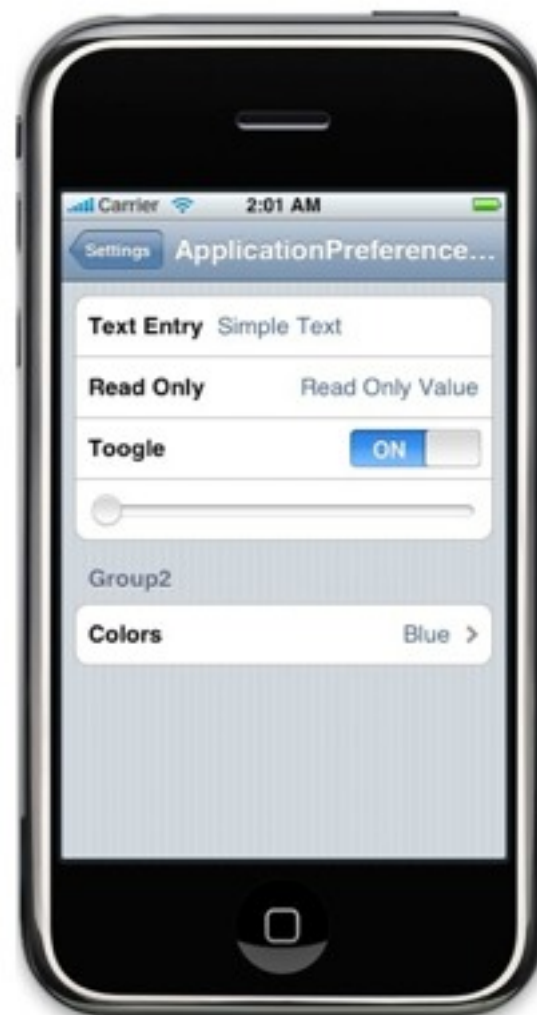 Carrier 2:01 AM
Settings ApplicationPreference...
Text Entry Simple Text
Read Only Read Only Value
Toogle ON
Group2
Colors Blue